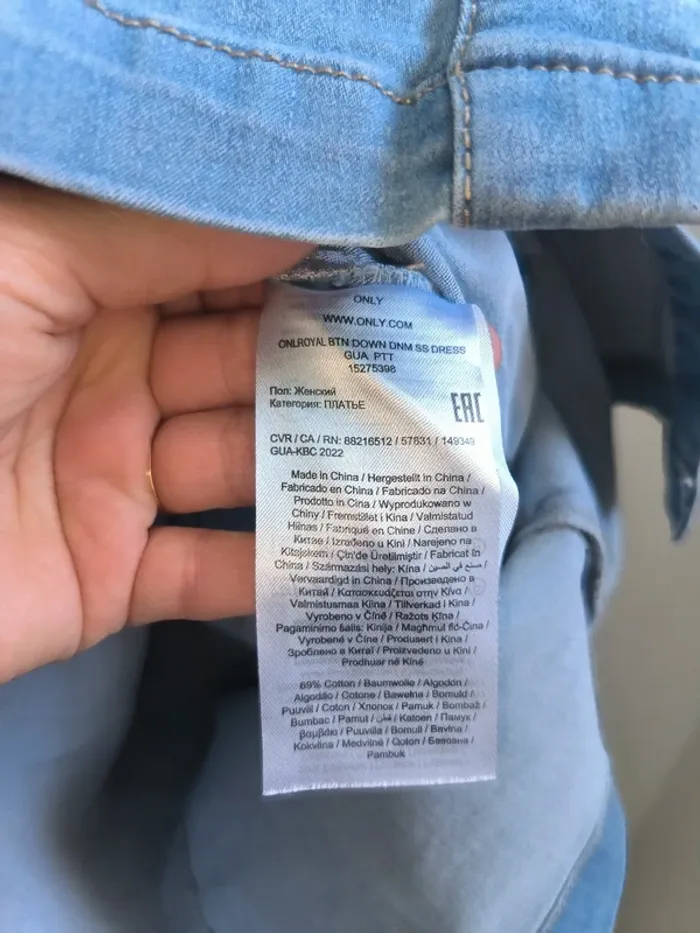 ONLY
WWW.ONLY.COM
ONLROYAL BTN DOWN DNM SS DRESS
GUA PTT
15275398
Пол: Женский
Категория: ПЛАТЬЕ
EAC
CVR / CA / RN: 88216512 / 57831 / 149349
GUA-KBC 2022
Made in China / Hergestellt in China /
Fabricado en China / Fabricado na China /
Prodotto in Cina / Wyprodukowano w
Chiny / Fremstillet i Kina / Valmistatud
Hiinas / Fabriqué en Chine / Сделано в
Китае / Izrađeno u Kini / Narejeno na
Kitajskem / Çin'de Üretilmiştir / Fabricat în
China / Származási hely: Kína / صنع في الصين /
Vervaardigd in China / Произведено в
Китай / Κατασκευάζεται στην Κίνα /
Valmistusmaa Kiina / Tillverkad i Kina /
Vyrobeno v Číně / Ražots Ķīna /
Pagaminimo šalis: Kinija / Magħmul fiċ-Ċina /
Vyrobené v Číne / Produsert i Kina /
Зроблено в Китаї / Proizvedeno u Kini /
Prodhuar në Kinë
69% Cotton / Baumwolle / Algodón /
Algodão / Cotone / Bawełna / Bomuld /
Puuvill / Coton / Хлопок / Pamuk / Bombaž /
Bumbac / Pamut / قطن / Katoen / Памук /
βαμβάκι / Puuvilla / Bomull / Bavlna /
Kokvilna / Medvilnė / Qoton / Бавовна /
Pambuk